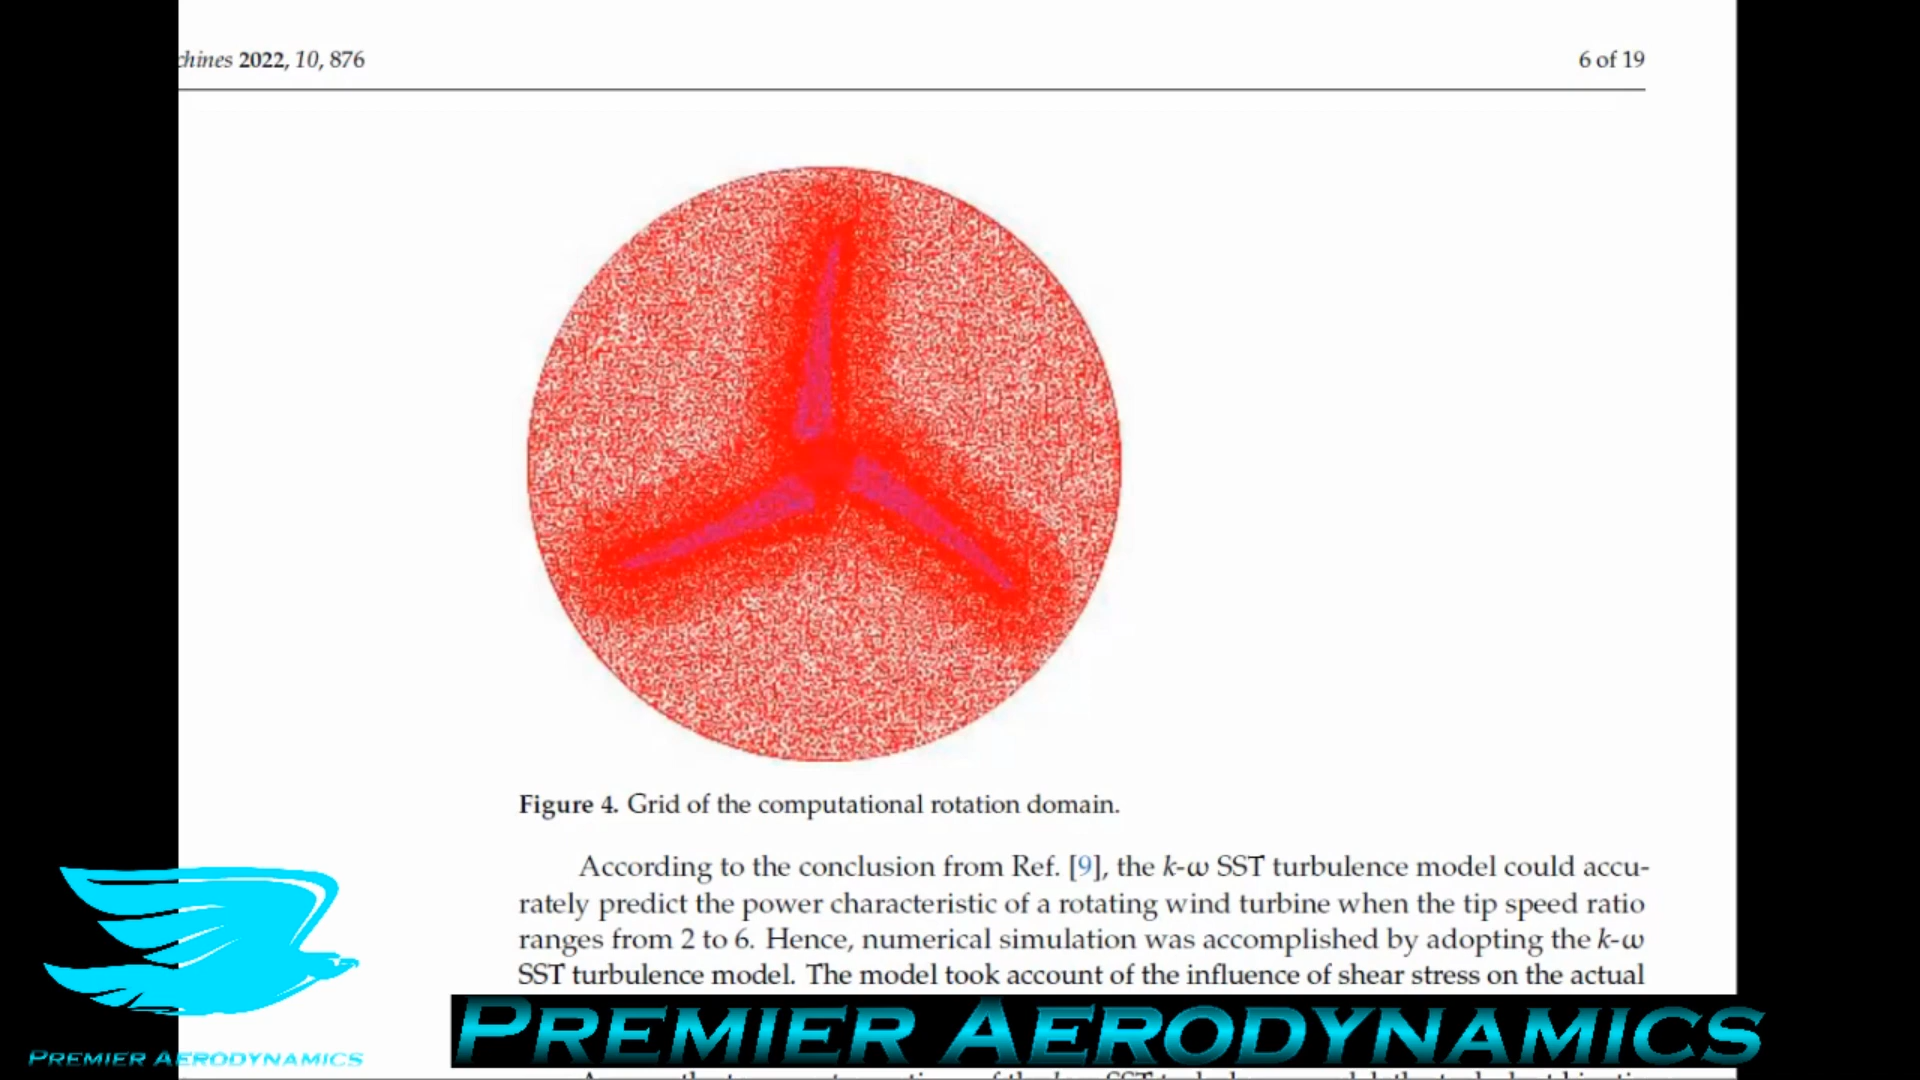 chines 2022, 10, 876
6 of 19
Figure 4. Grid of the computational rotation domain.
According to the conclusion from Ref. [9], the k-ω SST turbulence model could accu-
rately predict the power characteristic of a rotating wind turbine when the tip speed ratio
ranges from 2 to 6. Hence, numerical simulation was accomplished by adopting the k-ω
SST turbulence model. The model took account of the influence of shear stress on the actual
PREMIER AERODYNAMICS
PREMIER AERODYNAMICS